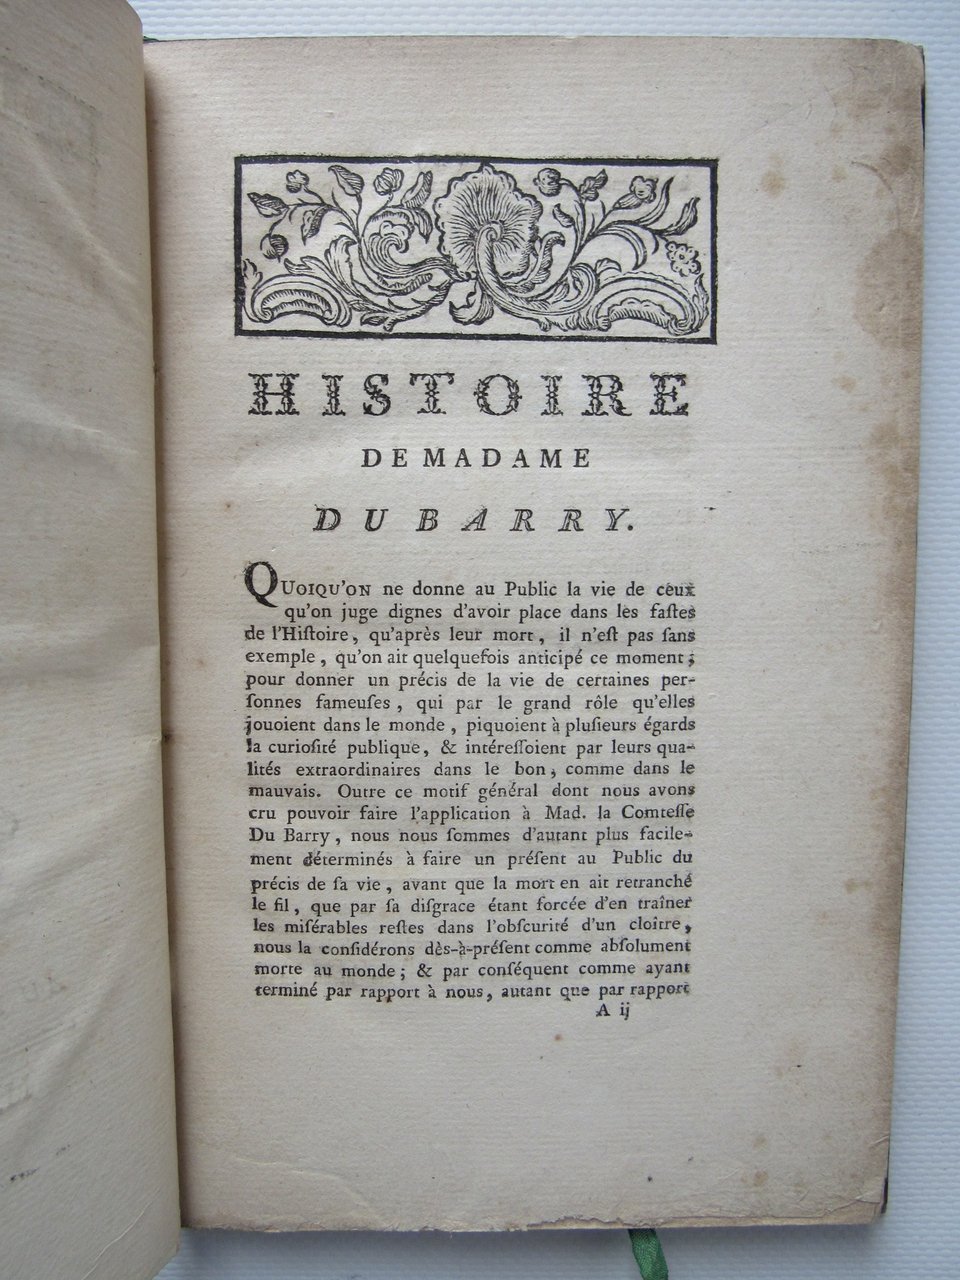 HISTOIRE
DE MADAME
DU BARRY.
QUOIQU'ON ne donne au Public la vie de ceux
qu'on juge dignes d'avoir place dans les faſtes
de l'Hiſtoire, qu'après leur mort, il n'eſt pas ſans
exemple, qu'on ait quelquefois anticipé ce moment;
pour donner un précis de la vie de certaines per-
ſonnes fameuſes, qui par le grand rôle qu'elles
jouoient dans le monde, piquoient à pluſieurs égards
la curioſité publique, & intéreſſoient par leurs qua-
lités extraordinaires dans le bon, comme dans le
mauvais. Outre ce motif général dont nous avons
cru pouvoir faire l'application à Mad. la Comteſſe
Du Barry, nous nous ſommes d'autant plus facile-
ment déterminés à faire un préſent au Public du
précis de ſa vie, avant que la mort en ait retranché
le fil, que par ſa diſgrace étant forcée d'en traîner
les miſérables reſtes dans l'obſcurité d'un cloître,
nous la conſidérons dès-à-préſent comme abſolument
morte au monde; & par conſéquent comme ayant
terminé par rapport à nous, autant que par rapport
A ij